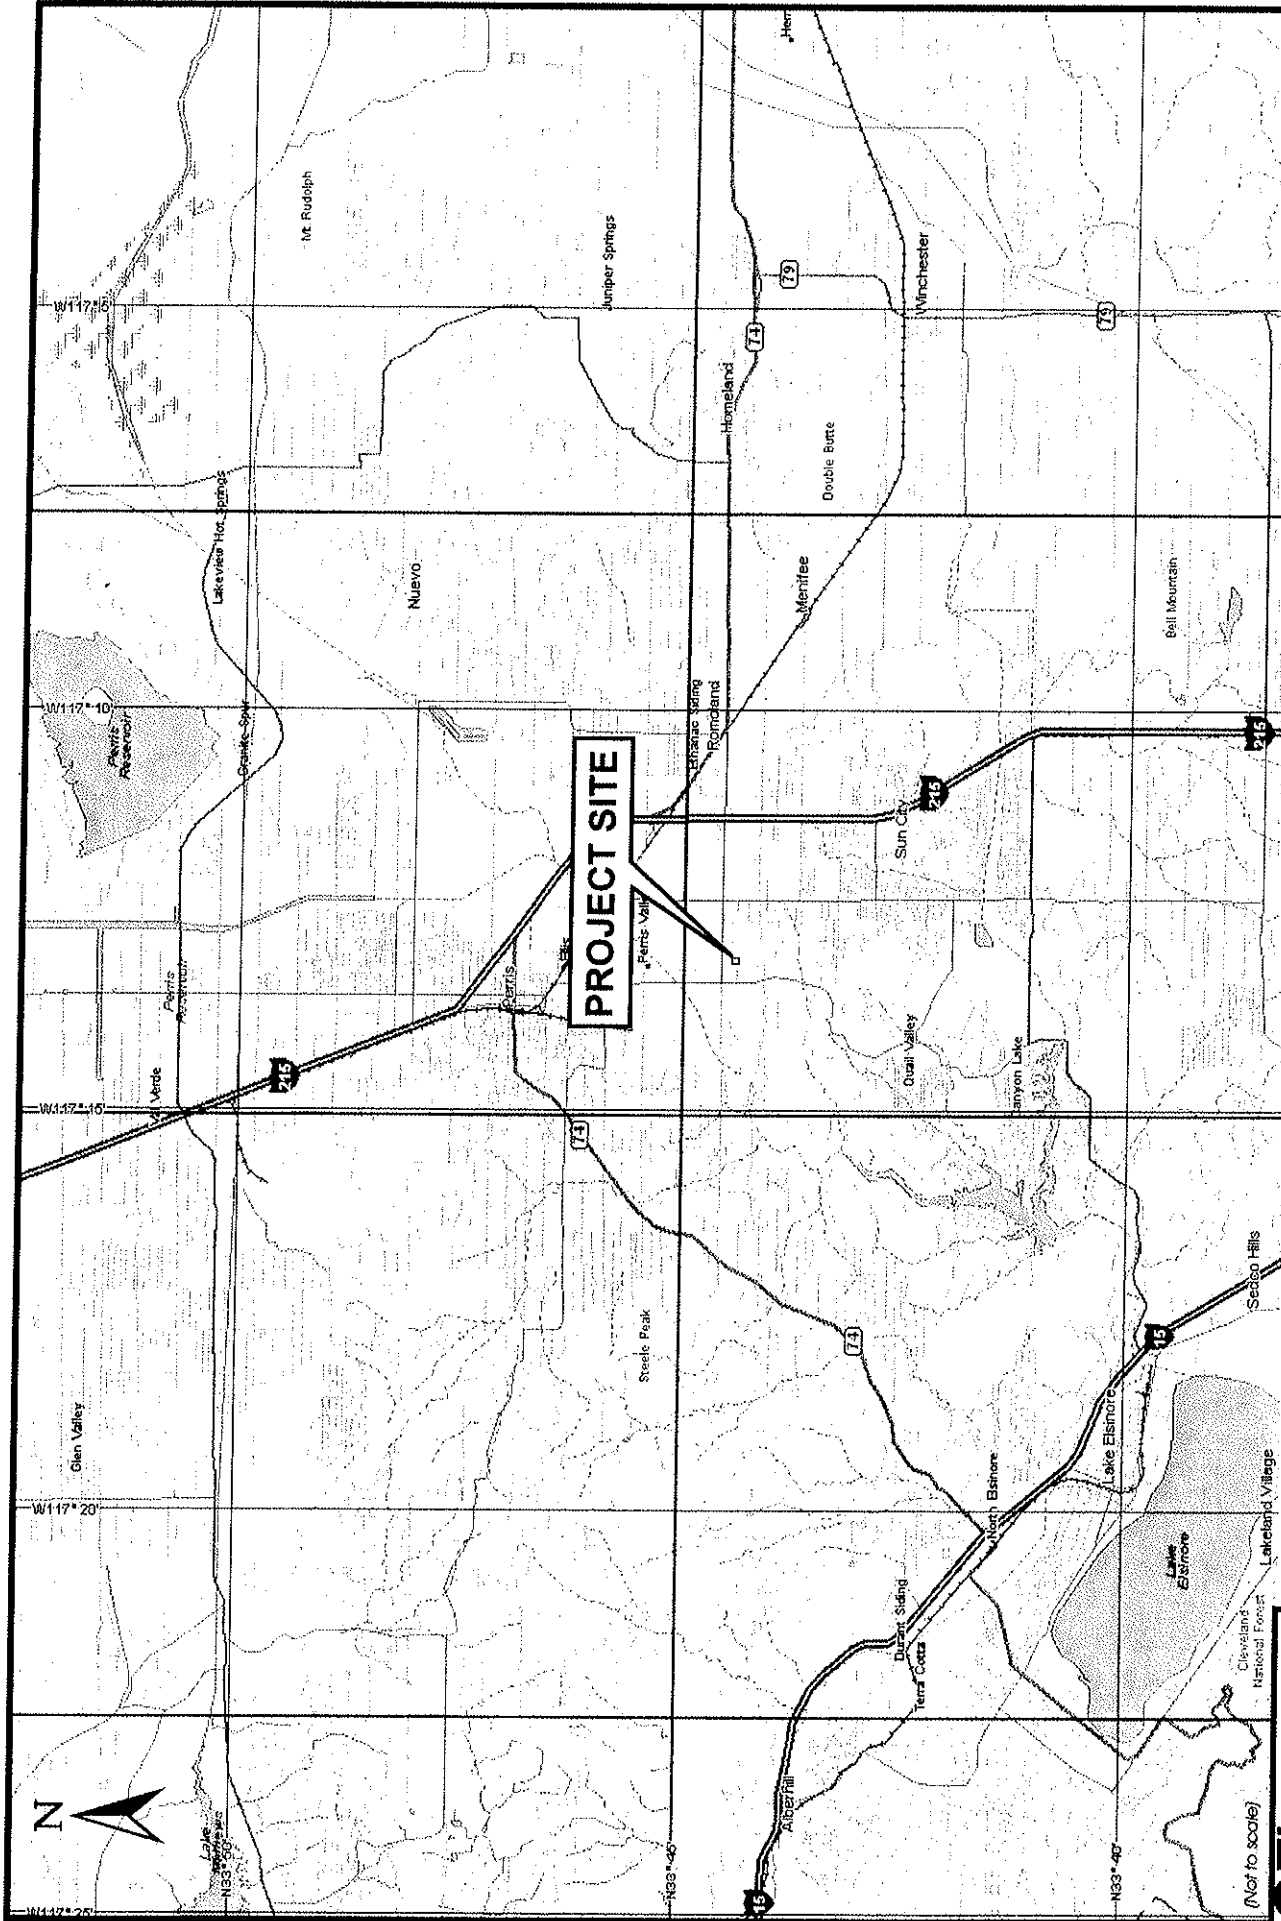 N
W117° 25'
W117° 20'
W117° 15'
W117° 10'
W117° 5'
Lake
Glen Valley
Val Verde
Perris
Reservoir
Perris
Reservoir
Granite Spur
Lakeview Hot Springs
Mt Rudolph
N33° 50'
215
Nuevo
Perris
Ellis
74
PROJECT SITE
Juniper Springs
Steele Peak
Perris Valle
N33° 45'
Ethanac Siding
Romoland
Homeland
74
79
Hem
Alberhill
15
74
Menifee
Double Butte
Durant Siding
Terra Cotta
Quail Valley
Sun City
215
Winchester
North Elsinore
Canyon Lake
Lake Elsinore
79
N33° 40'
15
Lake
Elsinore
Bell Mountain
Cleveland
National Forest
Lakeland Village
Sedco Hills
215
(Not to scale)